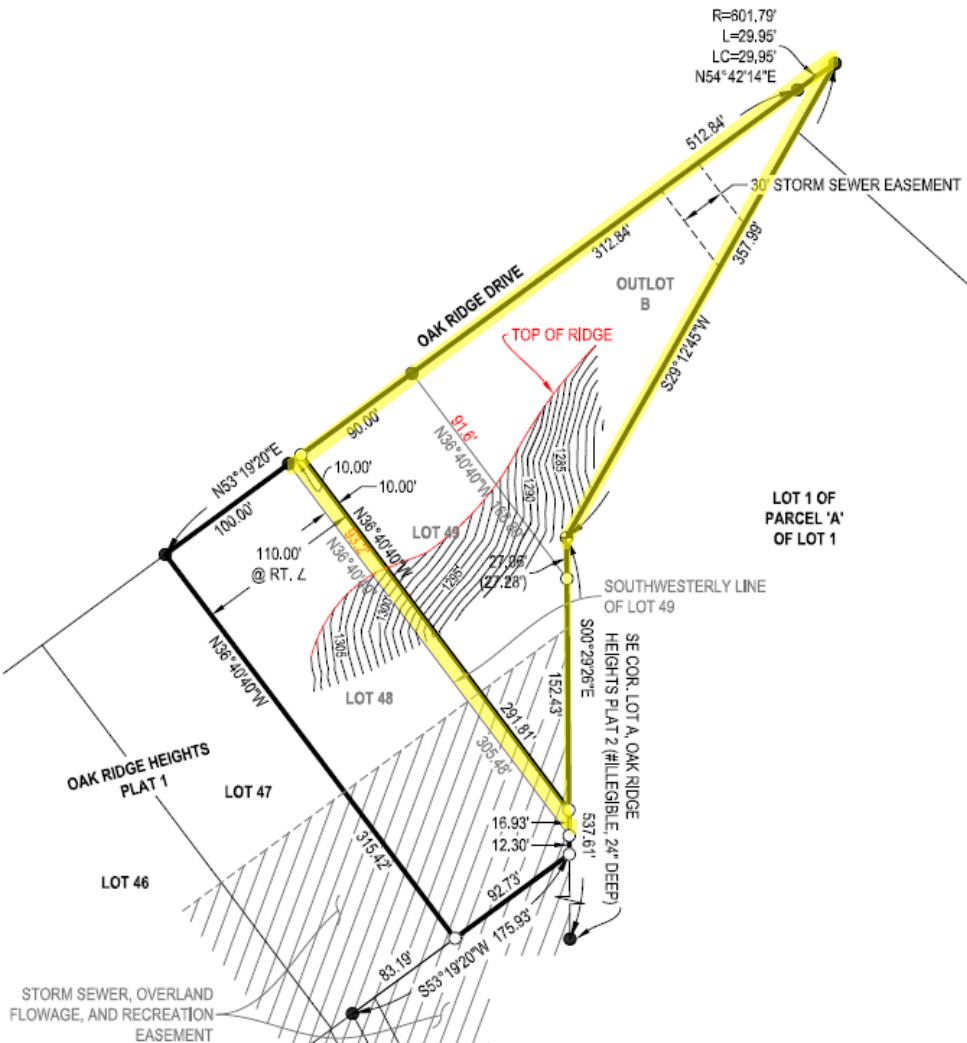 R=601.79'
L=29.95'
LC=29.95'
N54°42'14"E
512.84'
30' STORM SEWER EASEMENT
312.84'
357.99'
OUTLOT
B
OAK RIDGE DRIVE
TOP OF RIDGE
S29°12'45"W
90.00'
91.6'
N36°40'40"W
1285
1290
N53°19'20"E
10.00'
10.00'
100.00'
N36°40'40"W
LOT 49
LOT 1 OF
PARCEL 'A'
OF LOT 1
110.00'
@ RT. ∠
93.2'
1295'
27.06'
(27.28')
SOUTHWESTERLY LINE
OF LOT 49
1300
1305
S00°29'26"E
N36°40'40"W
LOT 48
152.43'
SE COR. LOT A, OAK RIDGE
HEIGHTS PLAT 2 (#ILLEGIBLE, 24" DEEP)
291.81'
305.48'
OAK RIDGE HEIGHTS
PLAT 1
LOT 47
16.93'
537.61'
12.30'
315.42'
LOT 46
92.73'
175.93'
S53°19'20"W
83.19'
STORM SEWER, OVERLAND
FLOWAGE, AND RECREATION
EASEMENT